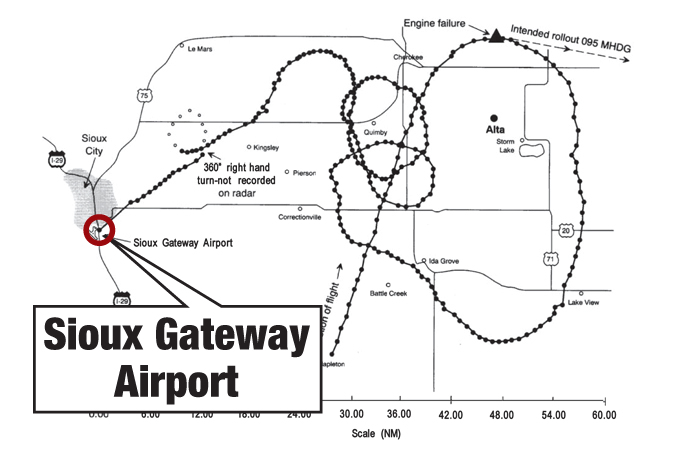 Engine failure
Intended rollout 095 MHDG
Le Mars
Cherokee
75
Sioux
City
I-29
Kingsley
Quimby
Alta
Storm
Lake
360° right hand
turn-not recorded
on radar
Pierson
Correctionville
Sioux Gateway Airport
20
71
Ida Grove
Battle Creek
Lake View
I-29
of flight
Sioux Gateway
Airport
0.00
6.00
12.00
18.00
24.00
30.00
36.00
42.00
48.00
54.00
60.00
Scale (NM)